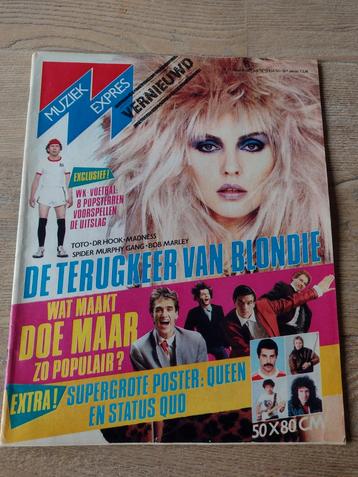 MUZIEK
EXPRES
VERNIEUWD
EXCLUSIEF!
WK-VOETBAL:
8 POPSTERREN
VOORSPELLEN
DE UITSLAG
TOTO•DR HOOK•MADNESS
SPIDER MURPHY GANG•BOB MARLEY
DE TERUGKEER VAN BLONDIE
WAT MAAKT
DOE MAAR
ZO POPULAIR?
EXTRA!
SUPERGROTE POSTER: QUEEN
EN STATUS QUO
50X80 CM